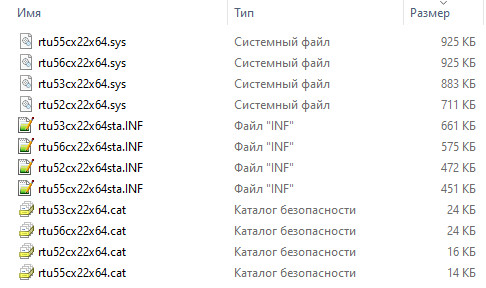 Имя Тип Размер
rtu55cx22x64.sys Системный файл 925 КБ
rtu56cx22x64.sys Системный файл 925 КБ
rtu53cx22x64.sys Системный файл 883 КБ
rtu52cx22x64.sys Системный файл 711 КБ
rtu53cx22x64sta.INF Файл "INF" 661 КБ
rtu56cx22x64sta.INF Файл "INF" 575 КБ
rtu52cx22x64sta.INF Файл "INF" 472 КБ
rtu55cx22x64sta.INF Файл "INF" 451 КБ
rtu53cx22x64.cat Каталог безопасности 24 КБ
rtu56cx22x64.cat Каталог безопасности 24 КБ
rtu52cx22x64.cat Каталог безопасности 16 КБ
rtu55cx22x64.cat Каталог безопасности 14 КБ